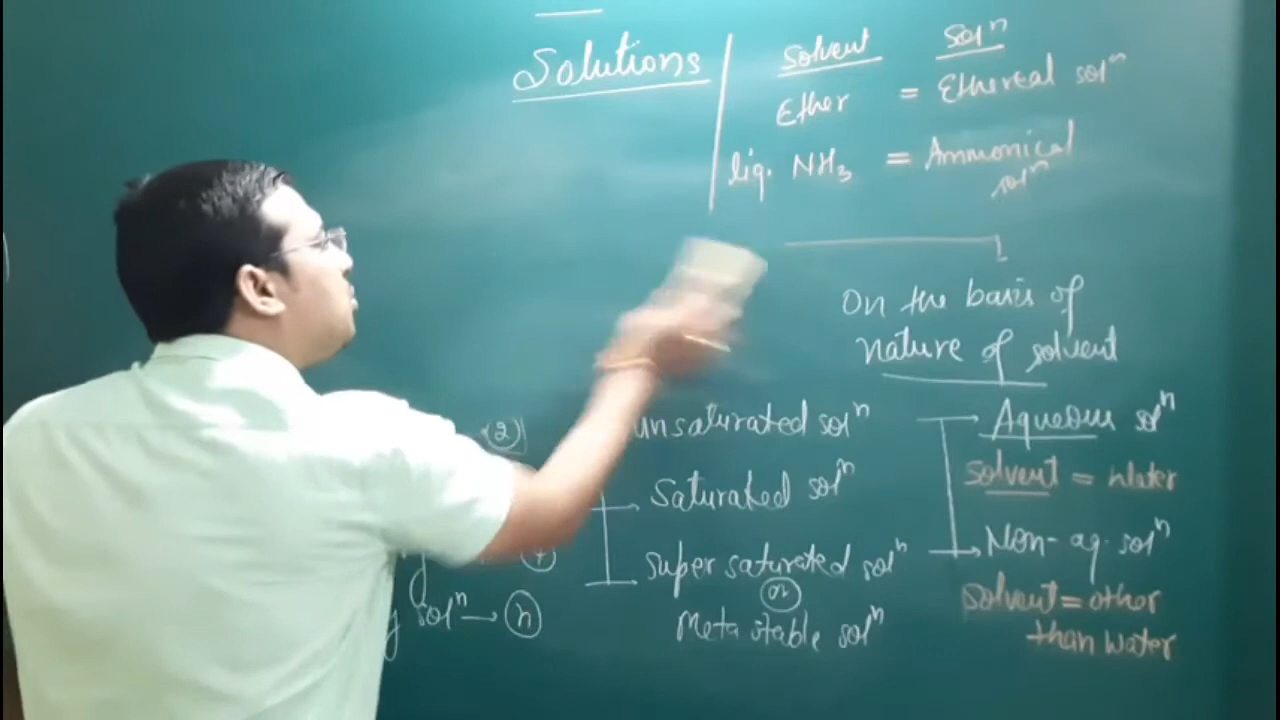 Solutions
Solvent Solⁿ
Ether = Ethereal solⁿ
liq. NH₃ = Ammonical
solⁿ
On the basis of
nature of solvent
(2)
unsaturated solⁿ
Saturated solⁿ
Super saturated solⁿ
or
Meta stable solⁿ
solⁿ → (n)
Aqueous solⁿ
solvent = water
Non-aq. solⁿ
solvent = other
than water